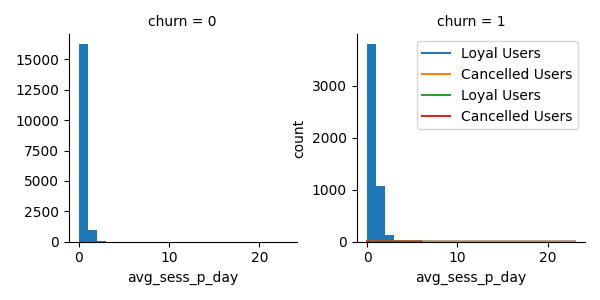 churn = 0
15000
12500
10000
7500
5000
2500
0
0 10 20
avg_sess_p_day
churn = 1
count
3000
2000
1000
0
0 10 20
avg_sess_p_day
Loyal Users
Cancelled Users
Loyal Users
Cancelled Users